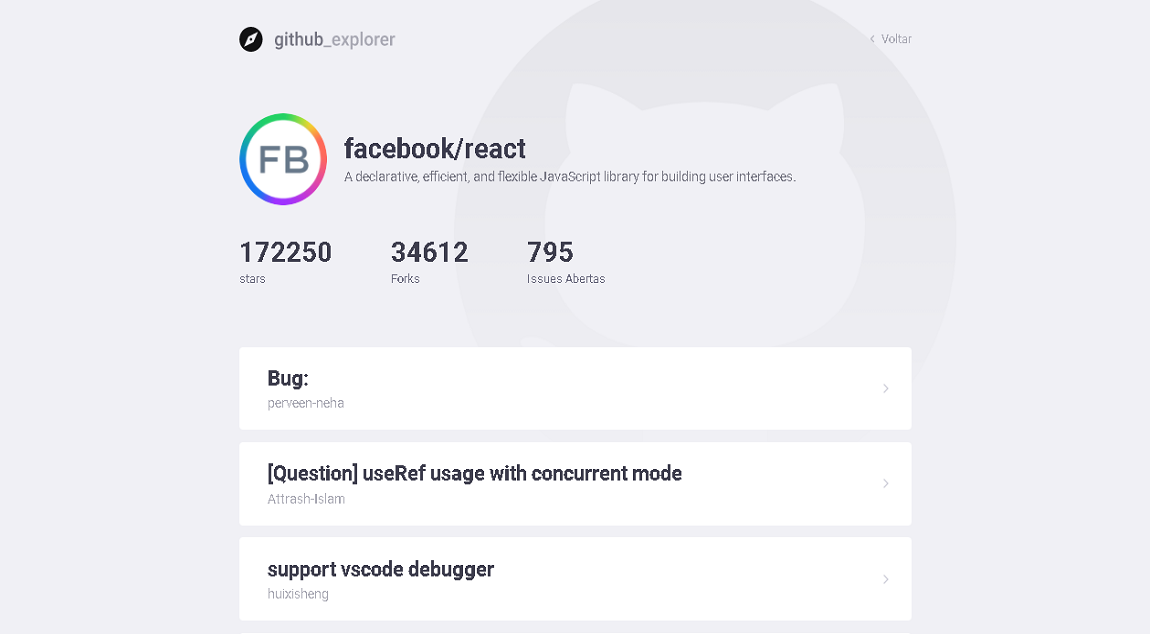 github_explorer
Voltar
FB
facebook/react
A declarative, efficient, and flexible JavaScript library for building user interfaces.
172250 34612 795
stars Forks Issues Abertas
Bug:
perveen-neha
[Question] useRef usage with concurrent mode
Attrash-Islam
support vscode debugger
huixisheng